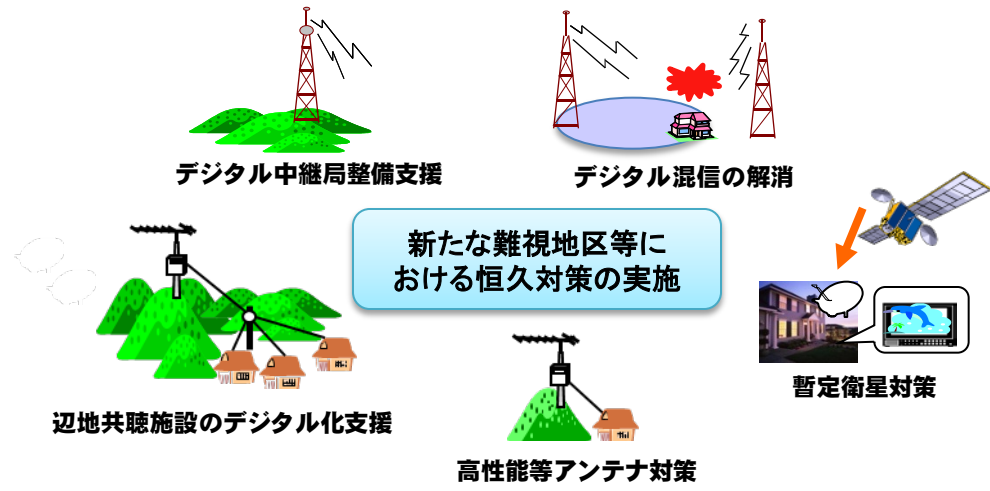 デジタル中継局整備支援
デジタル混信の解消
新たな難視地区等に
おける恒久対策の実施
暫定衛星対策
辺地共聴施設のデジタル化支援
高性能等アンテナ対策